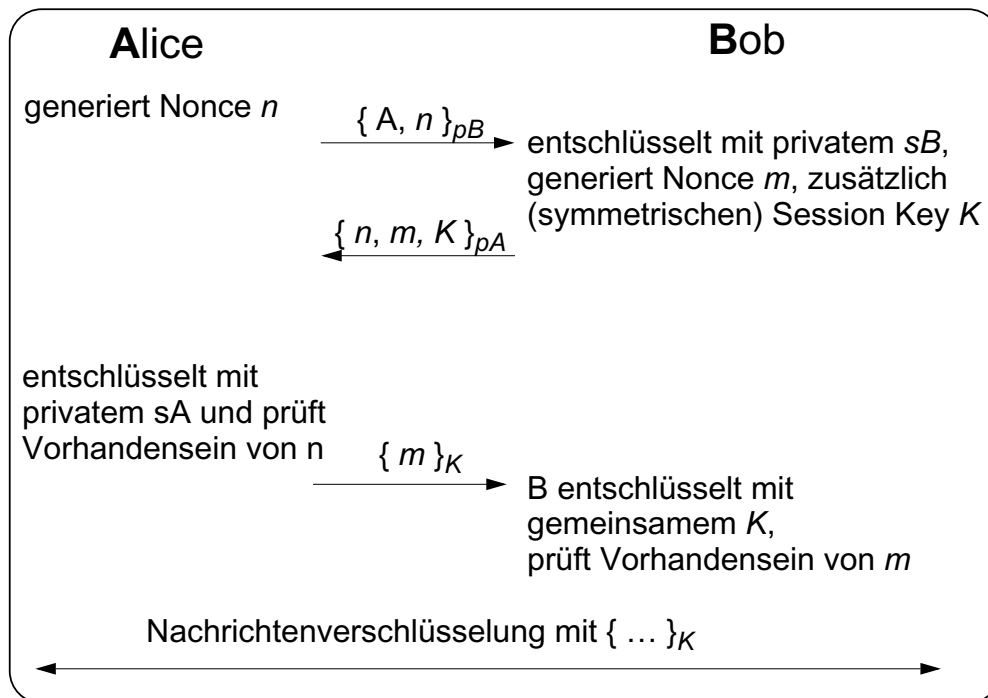 Alice
Bob
generiert Nonce n
{ A, n }pB
entschlüsselt mit privatem sB,
generiert Nonce m, zusätzlich
(symmetrischen) Session Key K
{ n, m, K }pA
entschlüsselt mit
privatem sA und prüft
Vorhandensein von n
{ m }K
B entschlüsselt mit
gemeinsamem K,
prüft Vorhandensein von m
Nachrichtenverschlüsselung mit { … }K